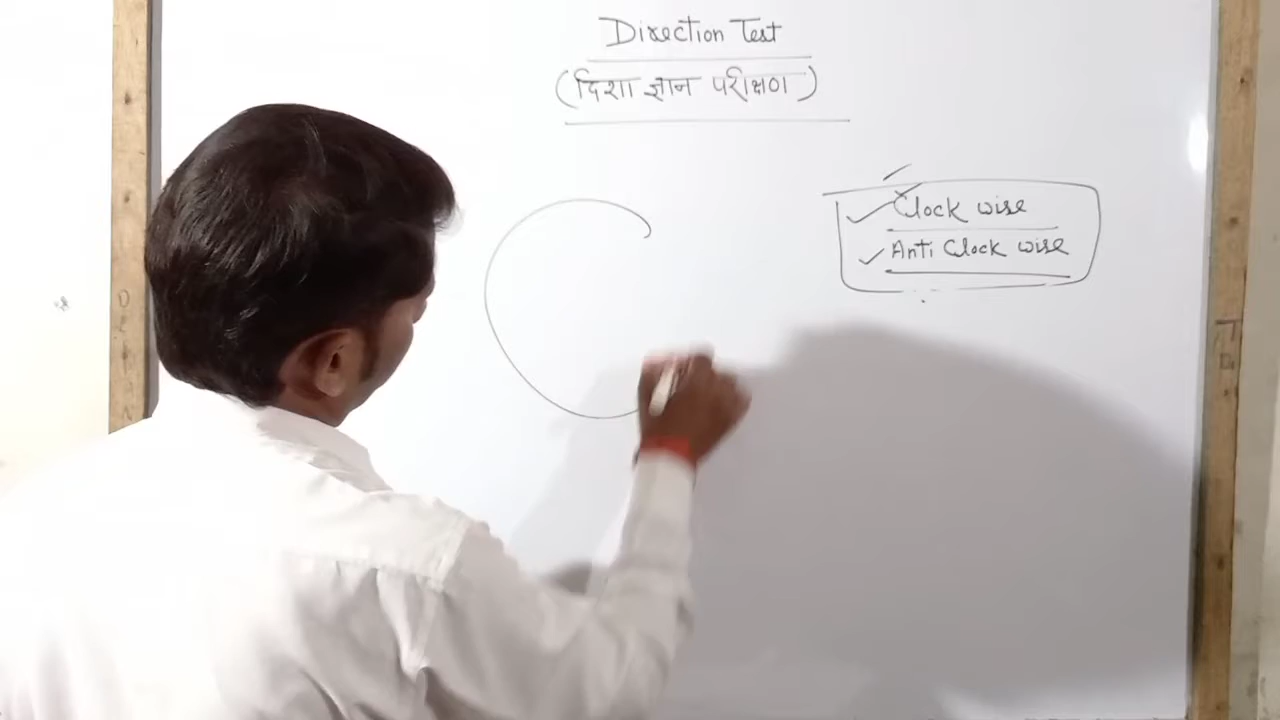 Direction Test
(दिशा ज्ञान परीक्षण)
Clock wise
Anti Clock wise